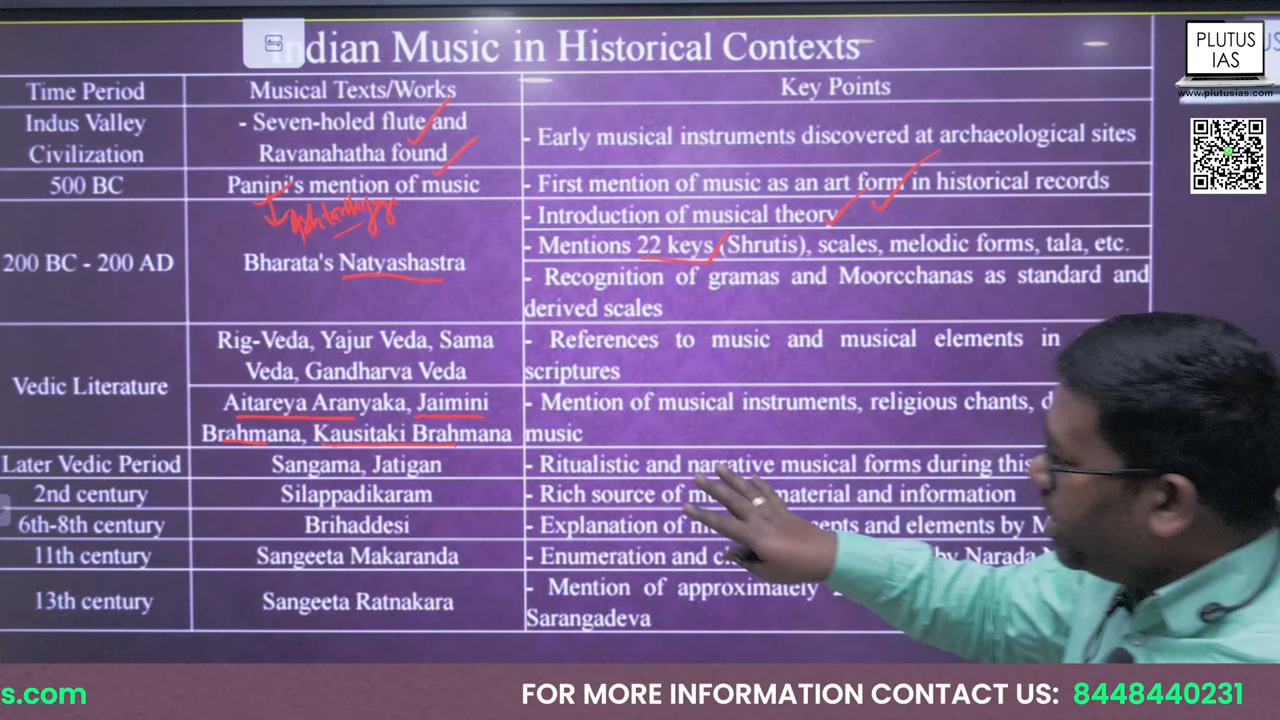 Indian Music in Historical Contexts
PLUTUS
IAS
www.plutusias.com
Time Period
Musical Texts/Works
Key Points
Indus Valley
Civilization
- Seven-holed flute and
Ravanahatha found
- Early musical instruments discovered at archaeological sites
500 BC
Panini's mention of music
- First mention of music as an art form in historical records
200 BC - 200 AD
Bharata's Natyashastra
- Introduction of musical theory
- Mentions 22 keys (Shrutis), scales, melodic forms, tala, etc.
- Recognition of gramas and Moorcchanas as standard and
derived scales
Vedic Literature
Rig-Veda, Yajur Veda, Sama
Veda, Gandharva Veda
- References to music and musical elements in
scriptures
Aitareya Aranyaka, Jaimini
Brahmana, Kausitaki Brahmana
- Mention of musical instruments, religious chants,
music
Later Vedic Period
Sangama, Jatigan
- Ritualistic and narrative musical forms during this
2nd century
Silappadikaram
- Rich source of material and information
6th-8th century
Brihaddesi
- Explanation of and elements by
11th century
Sangeeta Makaranda
- Enumeration and by Narada
13th century
Sangeeta Ratnakara
- Mention of approximately
Sarangadeva
s.com
FOR MORE INFORMATION CONTACT US: 8448440231